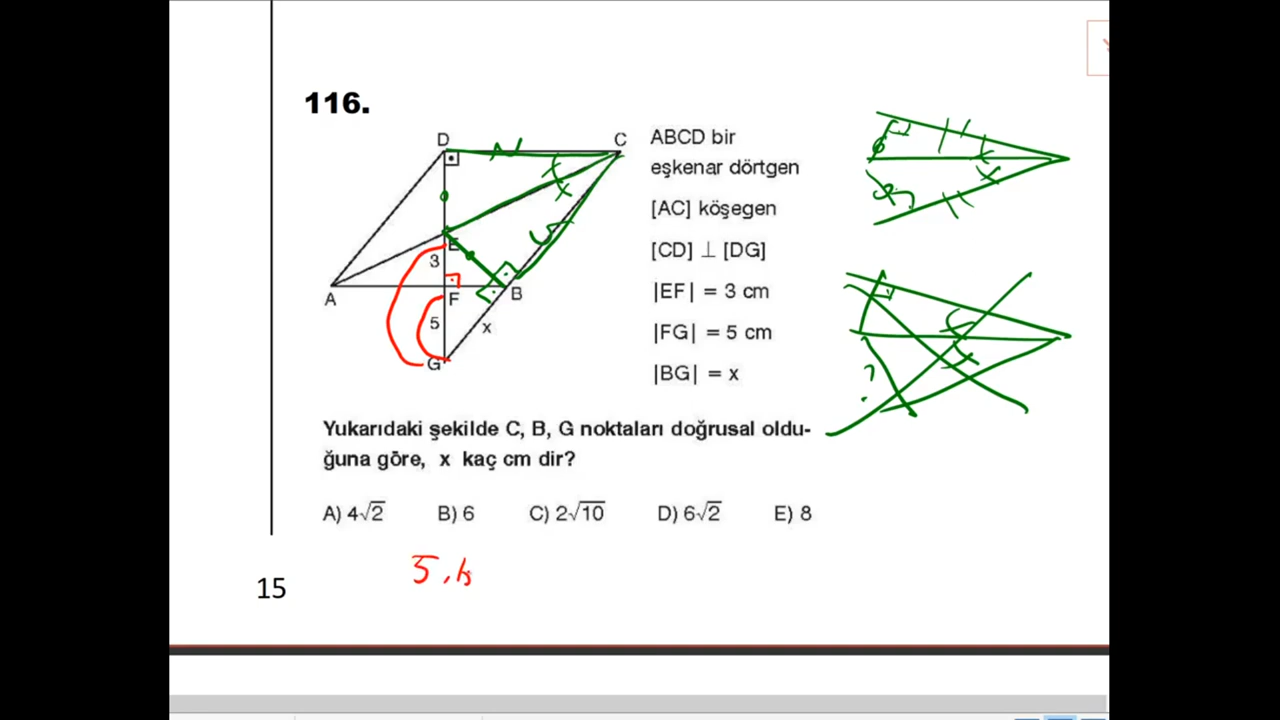 116.
D
C
A
E
3
F
B
5
x
G
ABCD bir
eşkenar dörtgen
[AC] köşegen
[CD] ⊥ [DG]
|EF| = 3 cm
|FG| = 5 cm
|BG| = x
Yukarıdaki şekilde C, B, G noktaları doğrusal oldu-
ğuna göre, x kaç cm dir?
A) 4√2 B) 6 C) 2√10 D) 6√2 E) 8
15